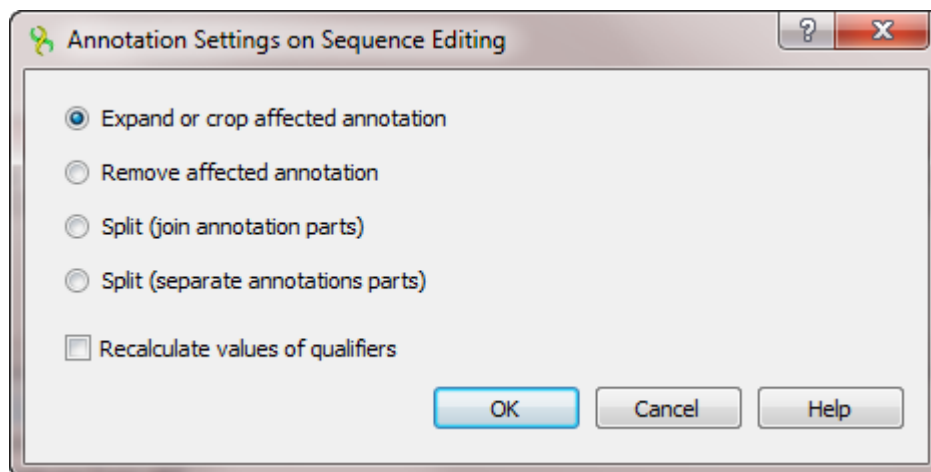 Annotation Settings on Sequence Editing
Expand or crop affected annotation
Remove affected annotation
Split (join annotation parts)
Split (separate annotations parts)
Recalculate values of qualifiers
OK Cancel Help